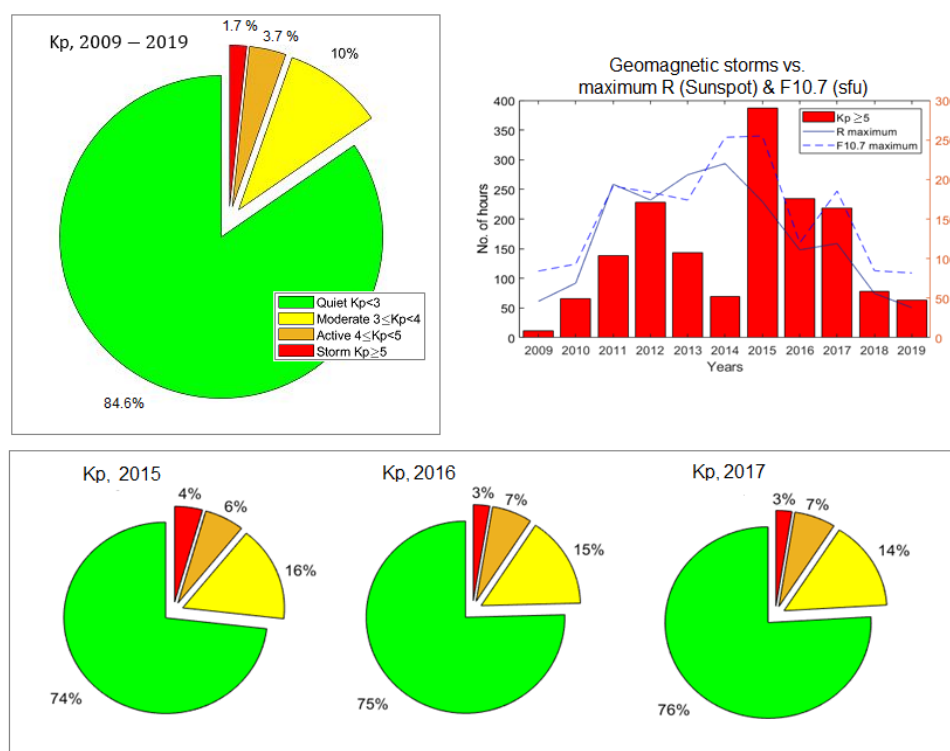 Kp, 2009 – 2019
1.7 %
3.7 %
10%
84.6%
Quiet Kp<3
Moderate 3≤Kp<4
Active 4≤Kp<5
Storm Kp≥5
Geomagnetic storms vs.
maximum R (Sunspot) & F10.7 (sfu)
Kp ≥5
R maximum
F10.7 maximum
No. of hours
400
350
300
250
200
150
100
50
0
300
250
200
150
100
50
0
2009 2010 2011 2012 2013 2014 2015 2016 2017 2018 2019
Years
Kp, 2015
4%
6%
16%
74%
Kp, 2016
3%
7%
15%
75%
Kp, 2017
3%
7%
14%
76%